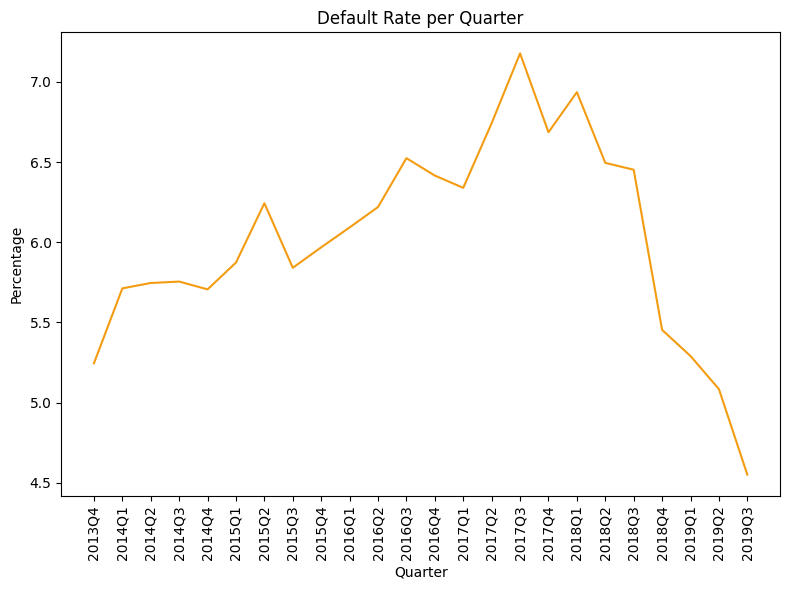 Default Rate per Quarter
Percentage
7.0
6.5
6.0
5.5
5.0
4.5
2013Q4
2014Q1
2014Q2
2014Q3
2014Q4
2015Q1
2015Q2
2015Q3
2015Q4
2016Q1
2016Q2
2016Q3
2016Q4
2017Q1
2017Q2
2017Q3
2017Q4
2018Q1
2018Q2
2018Q3
2018Q4
2019Q1
2019Q2
2019Q3
Quarter